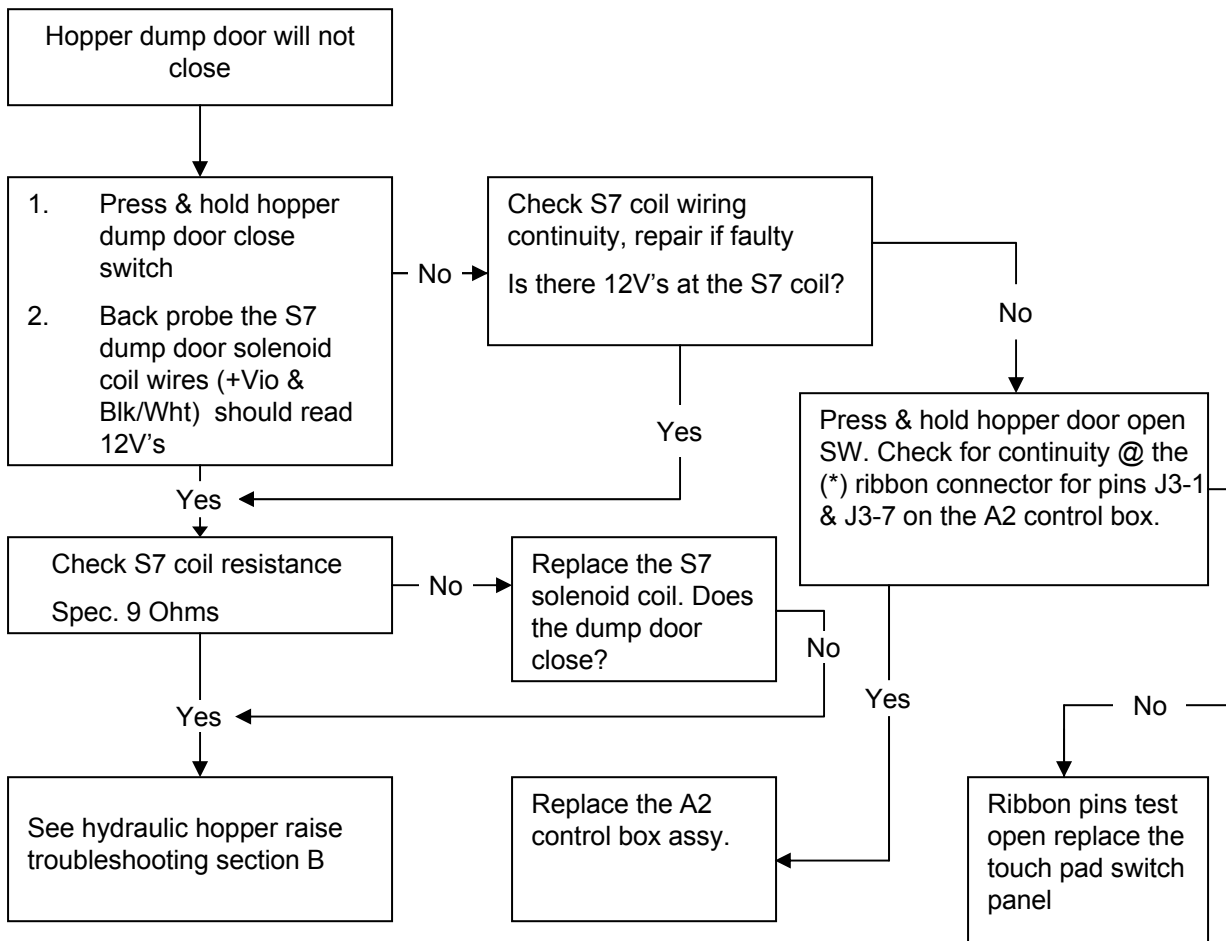 Hopper dump door will not
close
1. Press & hold hopper
dump door close
switch
2. Back probe the S7
dump door solenoid
coil wires (+Vio &
Blk/Wht) should read
12V's
No
Check S7 coil wiring
continuity, repair if faulty
Is there 12V's at the S7 coil?
No
Yes
Press & hold hopper door open
SW. Check for continuity @ the
(*) ribbon connector for pins J3-1
& J3-7 on the A2 control box.
Yes
Check S7 coil resistance
Spec. 9 Ohms
No
Replace the S7
solenoid coil. Does
the dump door
close?
No
Yes
Yes
No
See hydraulic hopper raise
troubleshooting section B
Replace the A2
control box assy.
Ribbon pins test
open replace the
touch pad switch
panel